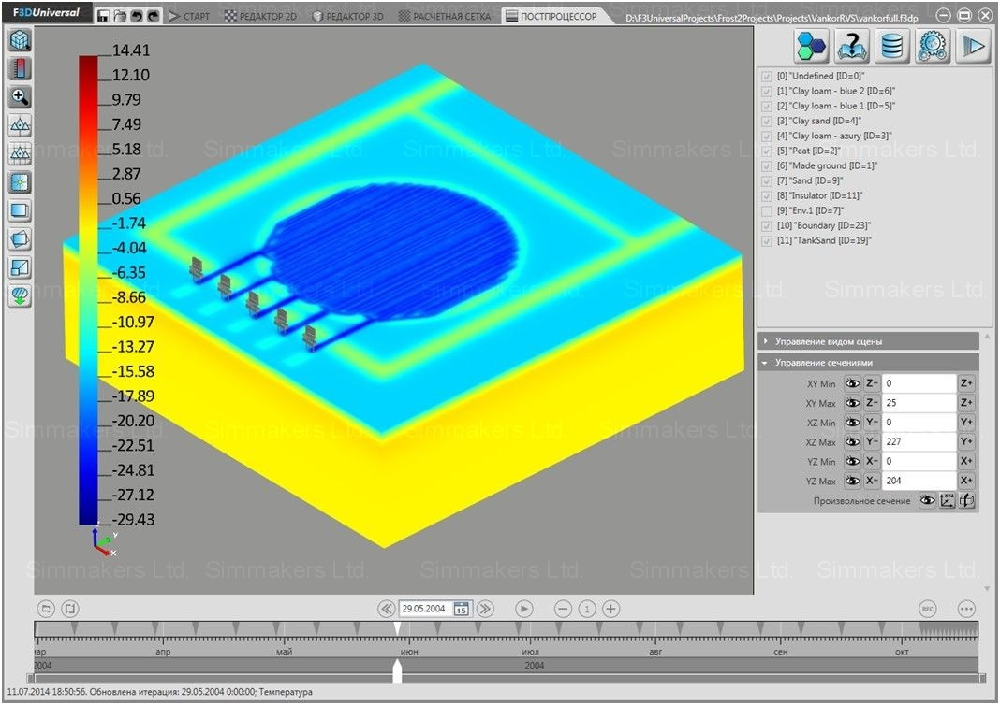 F3DUniversal
СТАРТ
РЕДАКТОР 2D
РЕДАКТОР 3D
РАСЧЕТНАЯ СЕТКА
ПОСТПРОЦЕССОР
D:\F3UniversalProjects\Frost2Projects\Projects\VankorRVS\vankorfull.f3dp
14.41
12.10
9.79
7.49
5.18
2.87
0.56
-1.74
-4.04
-6.35
-8.66
-10.97
-13.27
-15.58
-17.89
-20.20
-22.51
-24.81
-27.12
-29.43
Y
X
[0] "Undefined [ID=0]"
[1] "Clay loam - blue 2 [ID=6]"
[2] "Clay loam - blue 1 [ID=5]"
[3] "Clay sand [ID=4]"
[4] "Clay loam - azury [ID=3]"
[5] "Peat [ID=2]"
[6] "Made ground [ID=1]"
[7] "Sand [ID=9]"
[8] "Insulator [ID=11]"
[9] "Env.1 [ID=7]"
[10] "Boundary [ID=23]"
[11] "TankSand [ID=19]"
Управление видом сцены
Управление сечениями
XY Min Z- 0 Z+
XY Max Z- 25 Z+
XZ Min Y- 0 Y+
XZ Max Y- 227 Y+
YZ Min X- 0 X+
YZ Max X- 204 X+
Произвольное сечение
Simmakers Ltd. Simmakers Ltd. Simmakers Ltd. Simmakers Ltd. Simmakers Ltd.
Simmakers Ltd. Simmakers Ltd. Simmakers Ltd. Simmakers Ltd. Simmakers Ltd.
Simmakers Ltd. Simmakers Ltd. Simmakers Ltd. Simmakers Ltd. Simmakers Ltd.
Simmakers Ltd. Simmakers Ltd. Simmakers Ltd. Simmakers Ltd. Simmakers Ltd.
29.05.2004
15
1
REC
мар апр май июн июл авг сен окт
2004 2004
11.07.2014 18:50:56. Обновлена итерация: 29.05.2004 0:00:00; Температура